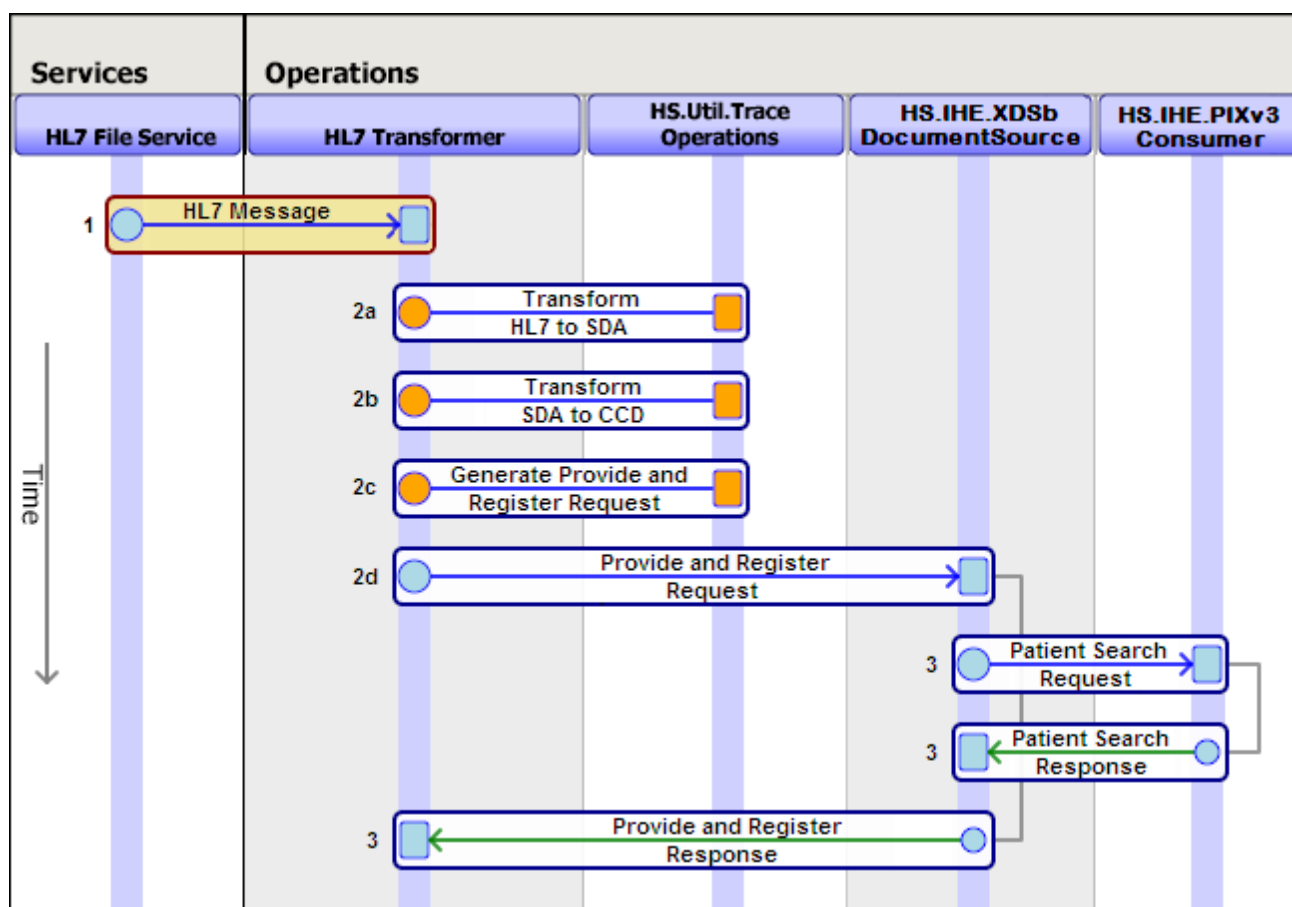 Services
Operations
HL7 File Service
HL7 Transformer
HS.Util.Trace
Operations
HS.IHE.XDSb
DocumentSource
HS.IHE.PIXv3
Consumer
1
HL7 Message
2a
Transform
HL7 to SDA
2b
Transform
SDA to CCD
Time
2c
Generate Provide and
Register Request
2d
Provide and Register
Request
3
Patient Search
Request
3
Patient Search
Response
3
Provide and Register
Response